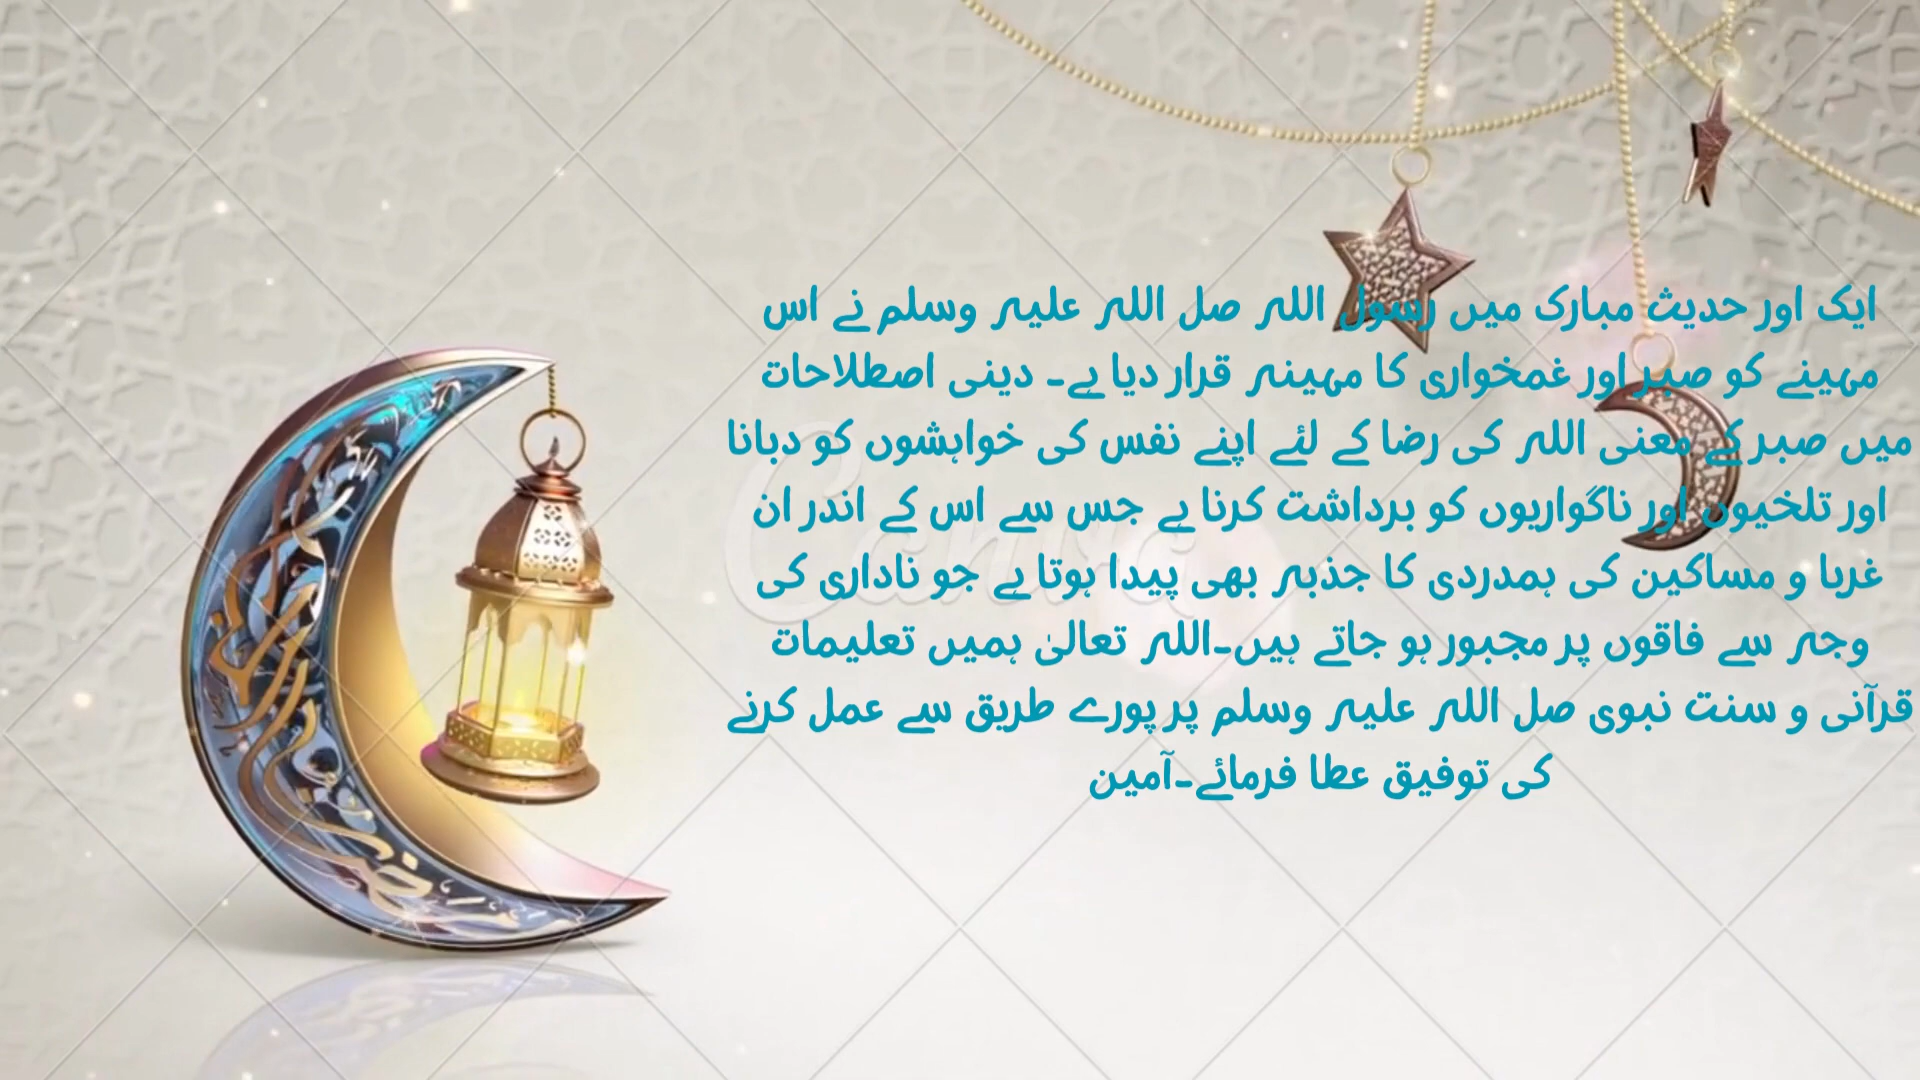 ایک اور حدیث مبارک میں رسول اللہ صل اللہ علیہ وسلم نے اس
مہینے کو صبر اور غمخواری کا مہینہ قرار دیا ہے۔ دینی اصطلاحات
میں صبر کے معنی اللہ کی رضا کے لئے اپنے نفس کی خواہشوں کو دبانا
اور تلخیوں اور ناگواریوں کو برداشت کرنا ہے جس سے اس کے اندر ان
غربا و مساکین کی ہمدردی کا جذبہ بھی پیدا ہوتا ہے جو ناداری کی
وجہ سے فاقوں پر مجبور ہو جاتے ہیں۔اللہ تعالیٰ ہمیں تعلیمات
قرآنی و سنت نبوی صل اللہ علیہ وسلم پر پورے طریق سے عمل کرنے
کی توفیق عطا فرمائے۔آمین
Canva